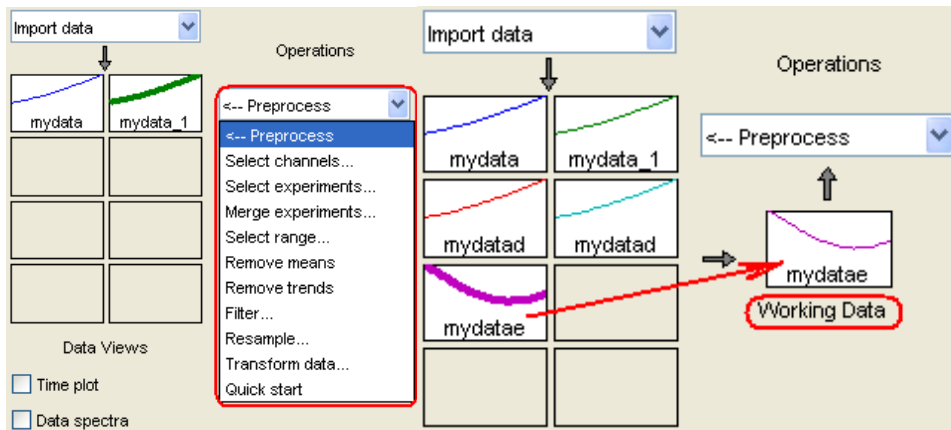 Import data
mydata
mydata_1
Data Views
Time plot
Data spectra
Operations
<-- Preprocess
<-- Preprocess
Select channels...
Select experiments...
Merge experiments...
Select range...
Remove means
Remove trends
Filter...
Resample...
Transform data...
Quick start
Import data
mydata
mydata_1
mydatad
mydatad
mydatae
Operations
<-- Preprocess
mydatae
Working Data